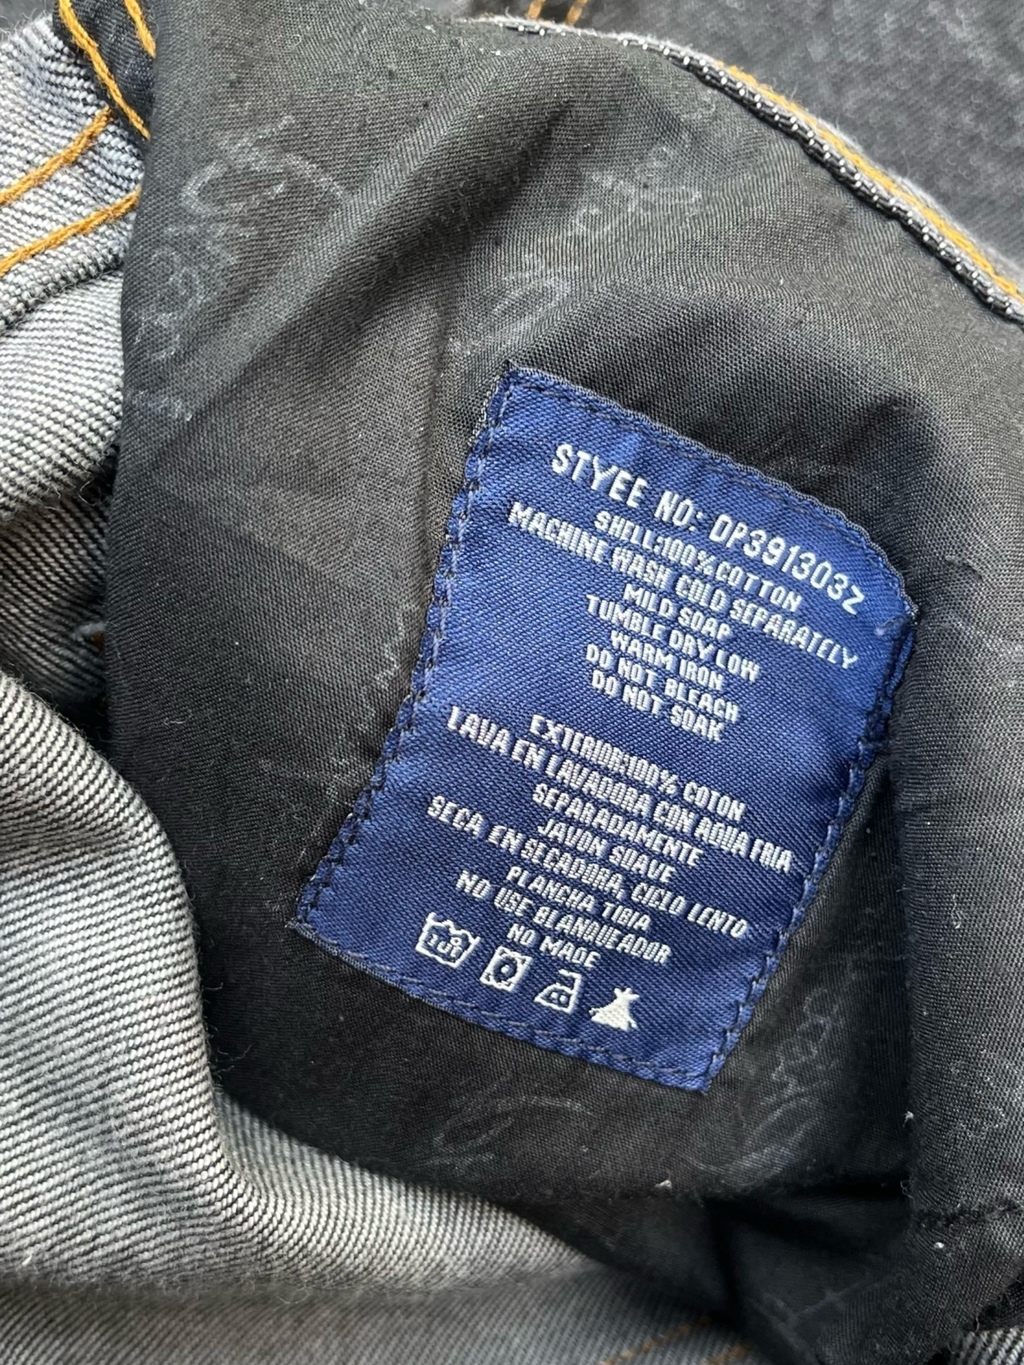 STYEE NO: DP391303Z
SHELL:100%COTTON
MACHINE WASH COLD SEPARATELY
MILD SOAP
TUMBLE DRY LOW
WARM IRON
DO NOT BLEACH
DO NOT SOAK
EXTERIOR:100% COTON
LAVA EN LAVADORA CON AGUA FRIA
SEPARADAMENTE
JAVON SOAVE
SECA EN SECADORA, CICLO LENTO
PLANCHA TIBIA
NO USE BLANQUEADOR
NO MADE